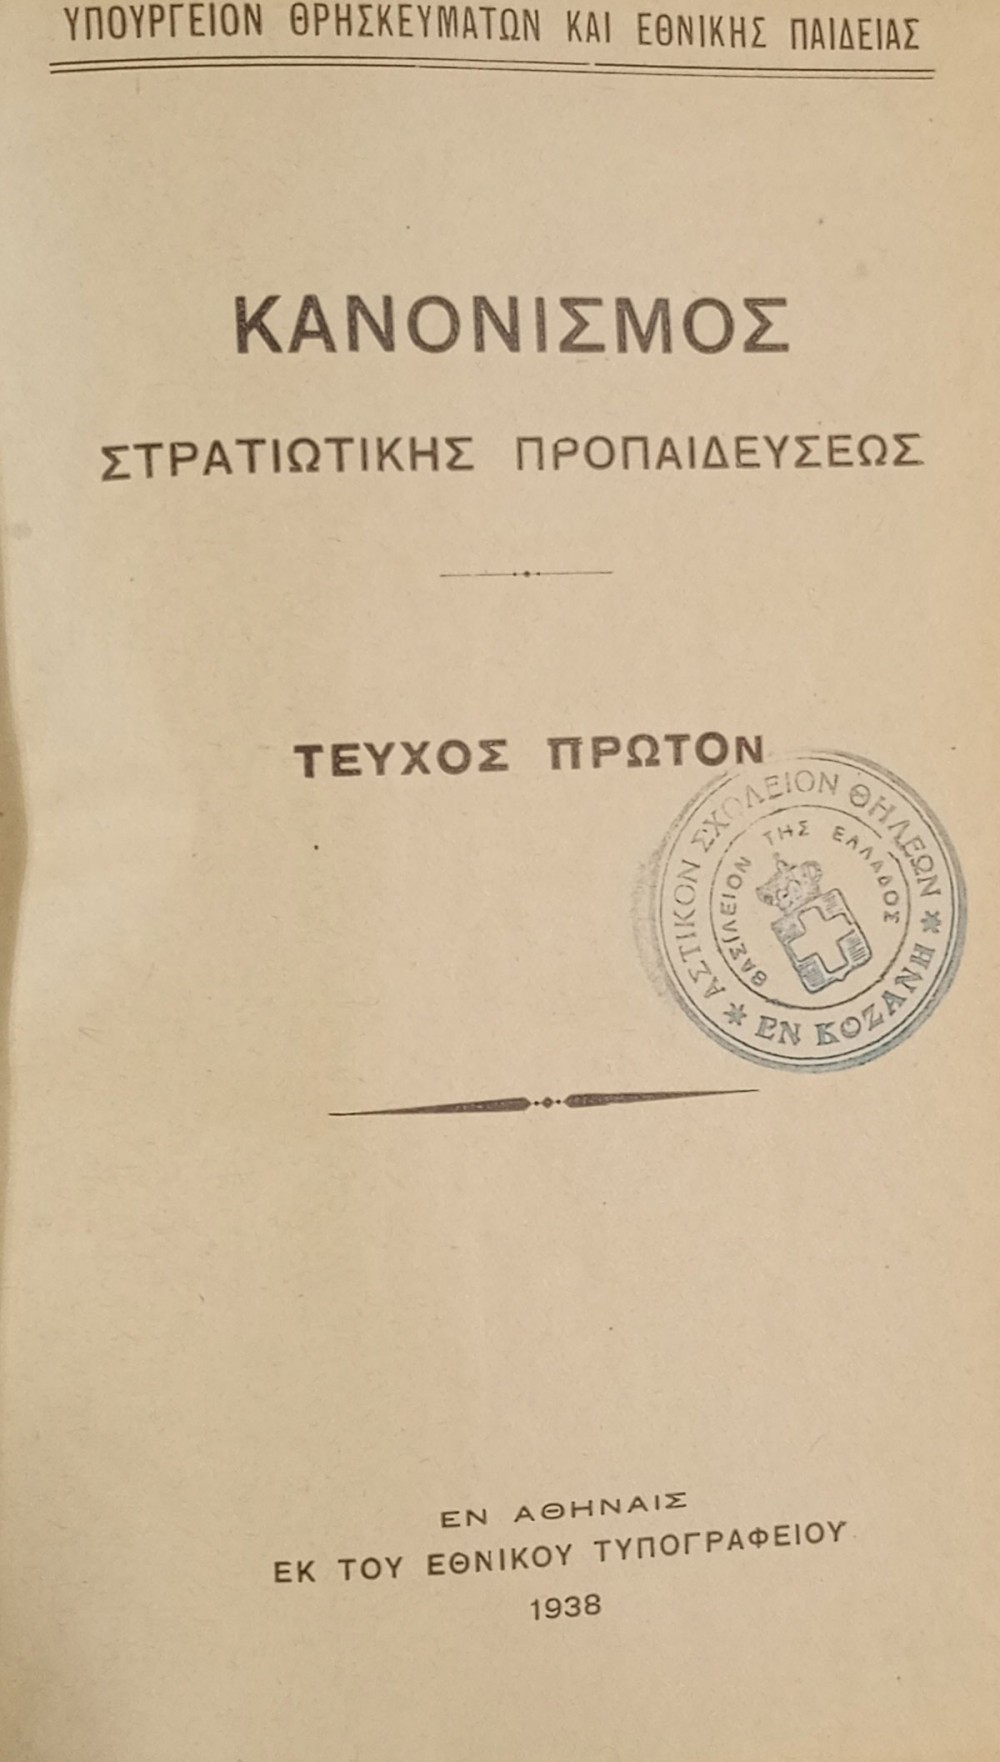 ΥΠΟΥΡΓΕΙΟΝ ΘΡΗΣΚΕΥΜΑΤΩΝ ΚΑΙ ΕΘΝΙΚΗΣ ΠΑΙΔΕΙΑΣ
ΚΑΝΟΝΙΣΜΟΣ
ΣΤΡΑΤΙΩΤΙΚΗΣ ΠΡΟΠΑΙΔΕΥΣΕΩΣ
ΤΕΥΧΟΣ ΠΡΩΤΟΝ
ΑΣΤΙΚΟΝ ΣΧΟΛΕΙΟΝ ΘΗΛΕΩΝ
ΒΑΣΙΛΕΙΟΝ ΤΗΣ ΕΛΛΑΔΟΣ
* ΕΝ ΚΟΖΑΝΗ *
ΕΝ ΑΘΗΝΑΙΣ
ΕΚ ΤΟΥ ΕΘΝΙΚΟΥ ΤΥΠΟΓΡΑΦΕΙΟΥ
1938